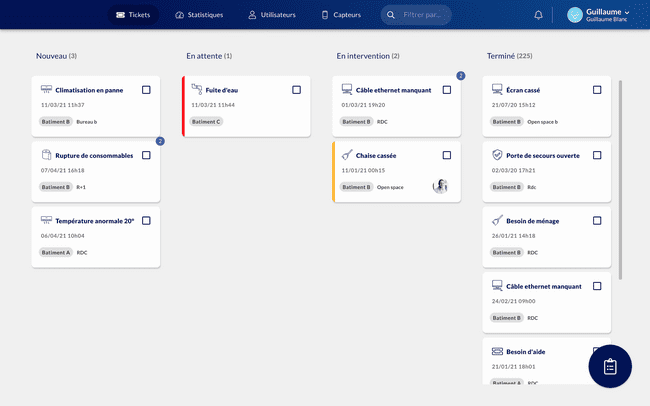 Tickets
Statistiques
Utilisateurs
Capteurs
Filtrer par...
Guillaume
Guillaume Blanc
Nouveau (3)
Climatisation en panne
11/03/21 11h37
Batiment B Bureau b
2
Rupture de consommables
07/04/21 16h18
Batiment B R+1
Température anormale 20°
06/04/21 10h04
Batiment A RDC
En attente (1)
Fuite d'eau
11/03/21 11h44
Batiment C
En intervention (2)
2
Câble ethernet manquant
01/03/21 19h20
Batiment B RDC
Chaise cassée
11/01/21 00h15
Batiment B Open space
Terminé (225)
Écran cassé
21/07/20 15h12
Batiment B Open space b
Porte de secours ouverte
02/03/20 17h21
Batiment B Rdc
Besoin de ménage
26/01/21 14h18
Batiment B RDC
Câble ethernet manquant
24/02/21 09h00
Batiment B RDC
Besoin d'aide
21/01/21 18h01
Batiment A RDC